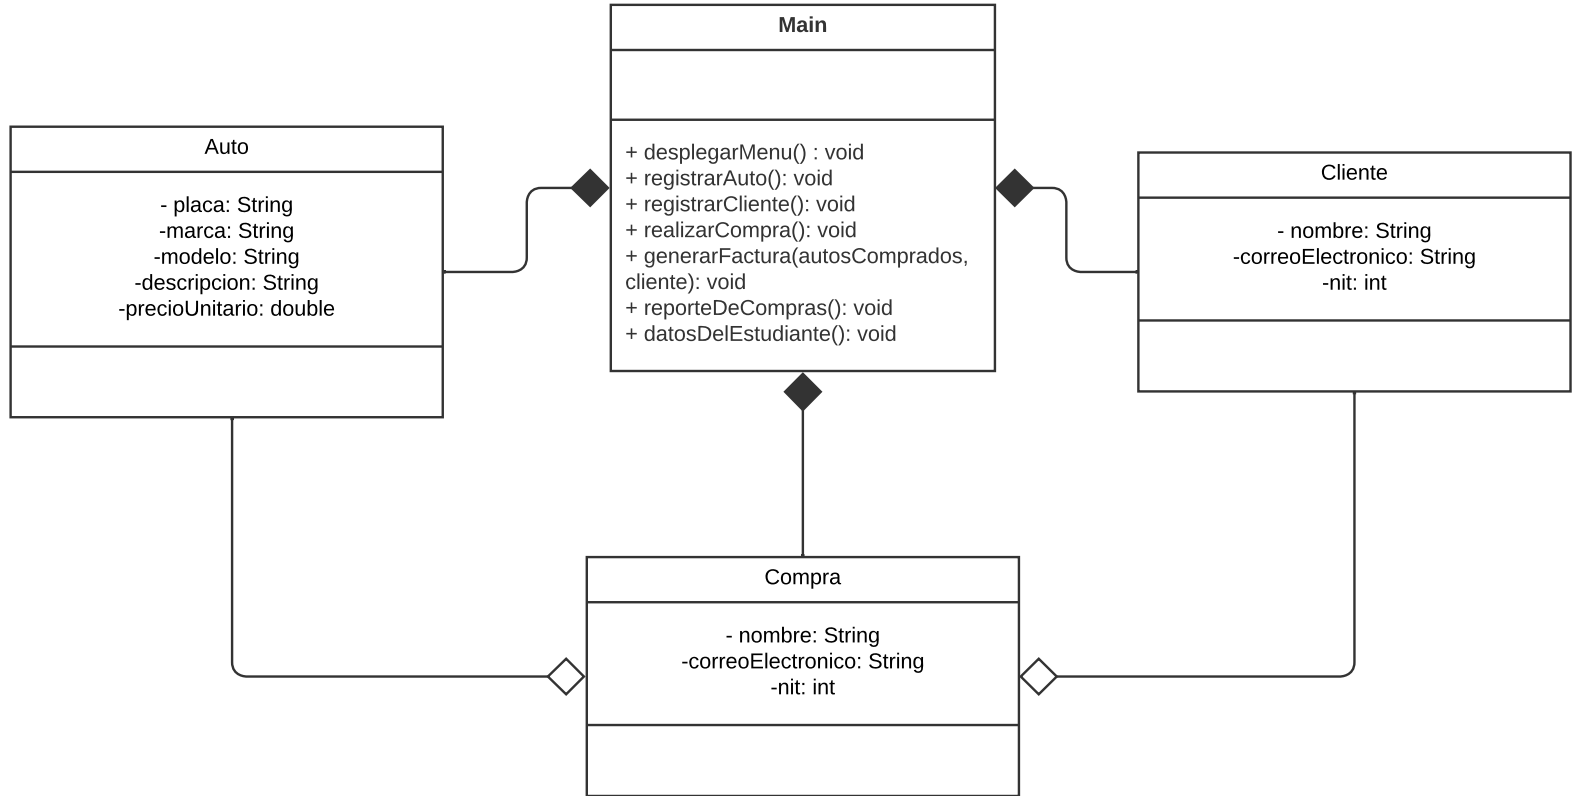 Main
+ desplegarMenu() : void
+ registrarAuto(): void
+ registrarCliente(): void
+ realizarCompra(): void
+ generarFactura(autosComprados,
cliente): void
+ reporteDeCompras(): void
+ datosDelEstudiante(): void
Auto
- placa: String
-marca: String
-modelo: String
-descripcion: String
-precioUnitario: double
Cliente
- nombre: String
-correoElectronico: String
-nit: int
Compra
- nombre: String
-correoElectronico: String
-nit: int